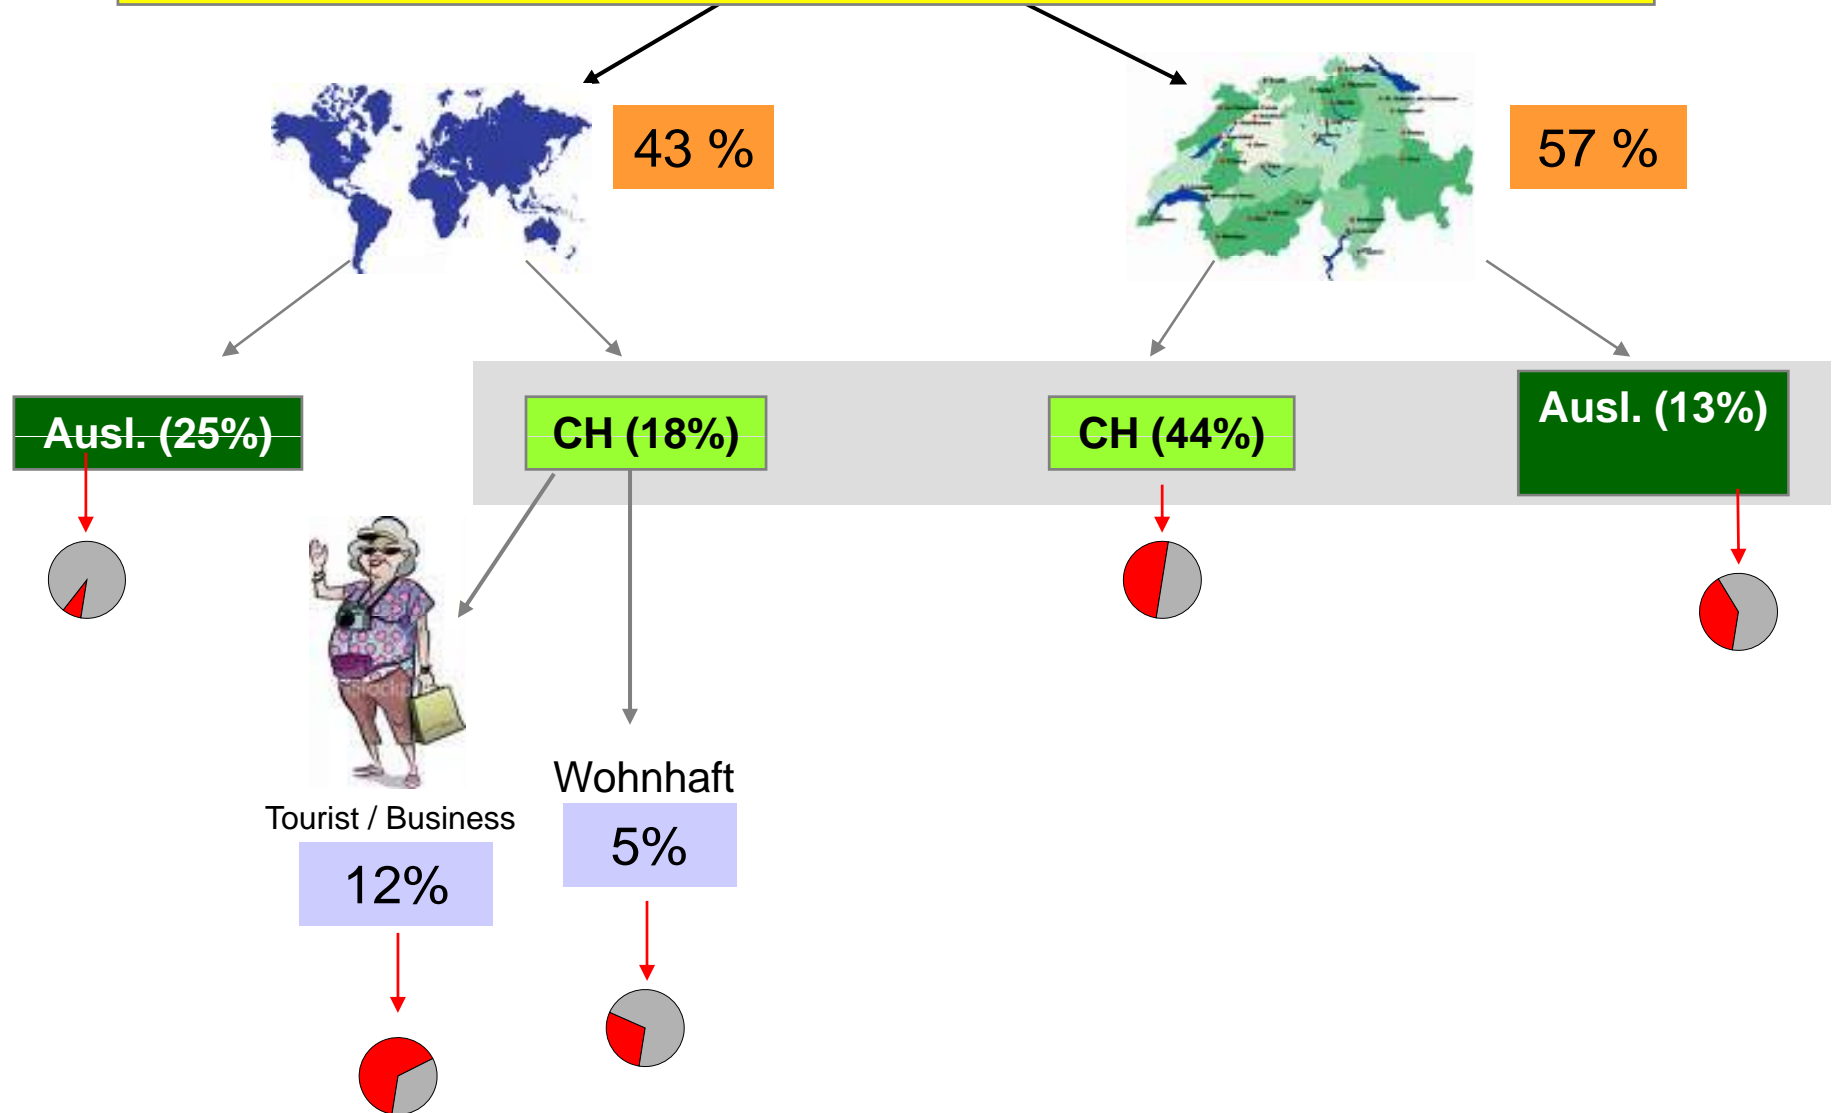 43 %
57 %
Ausl. (25%)
CH (18%)
CH (44%)
Ausl. (13%)
Wohnhaft
Tourist / Business
5%
12%